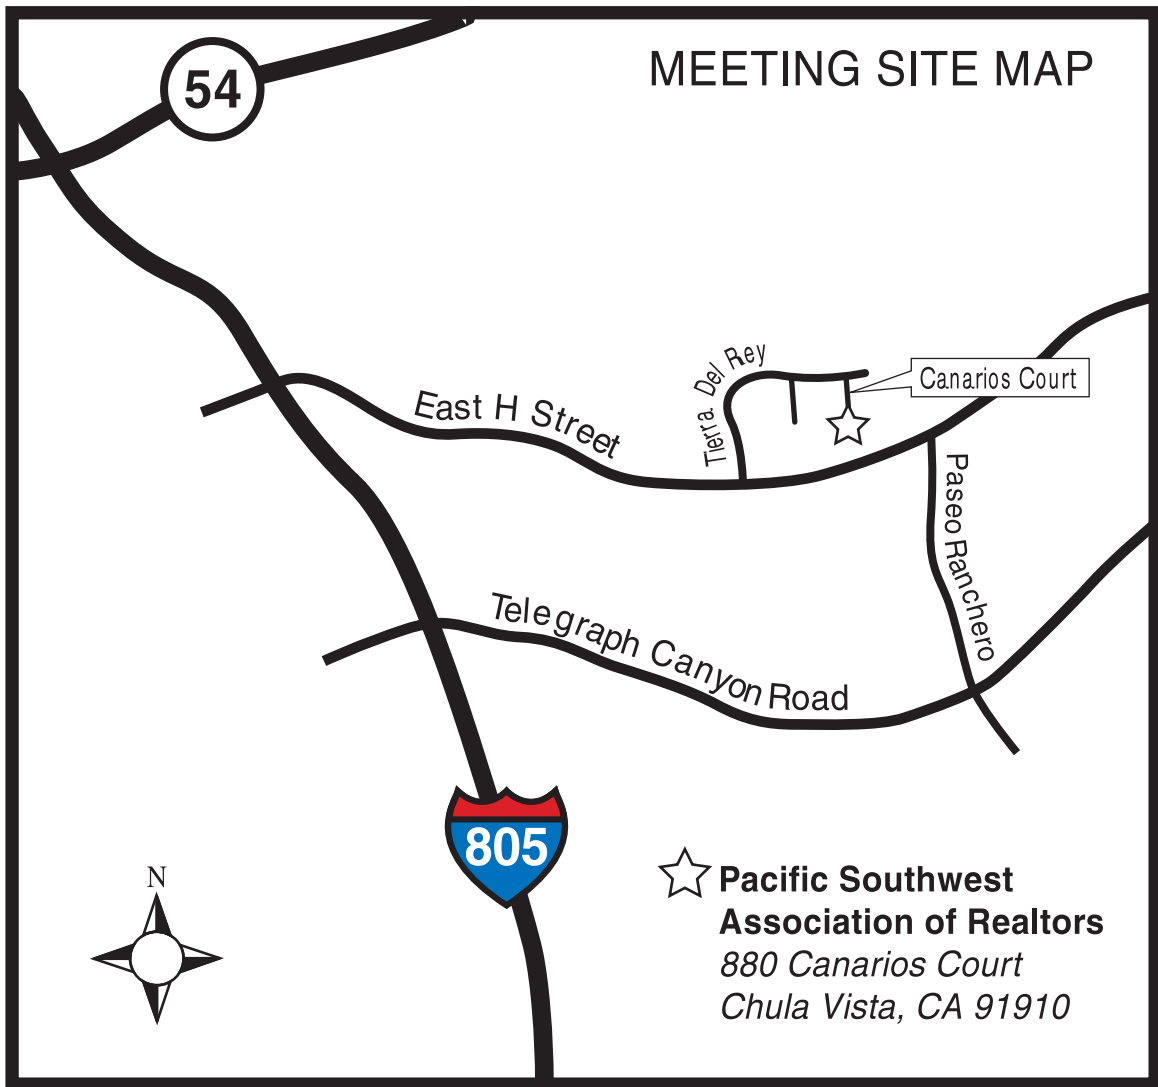 MEETING SITE MAP
54
Tierra Del Rey
Canarios Court
East H Street
Paseo Ranchero
Telegraph Canyon Road
805
N
Pacific Southwest
Association of Realtors
880 Canarios Court
Chula Vista, CA 91910